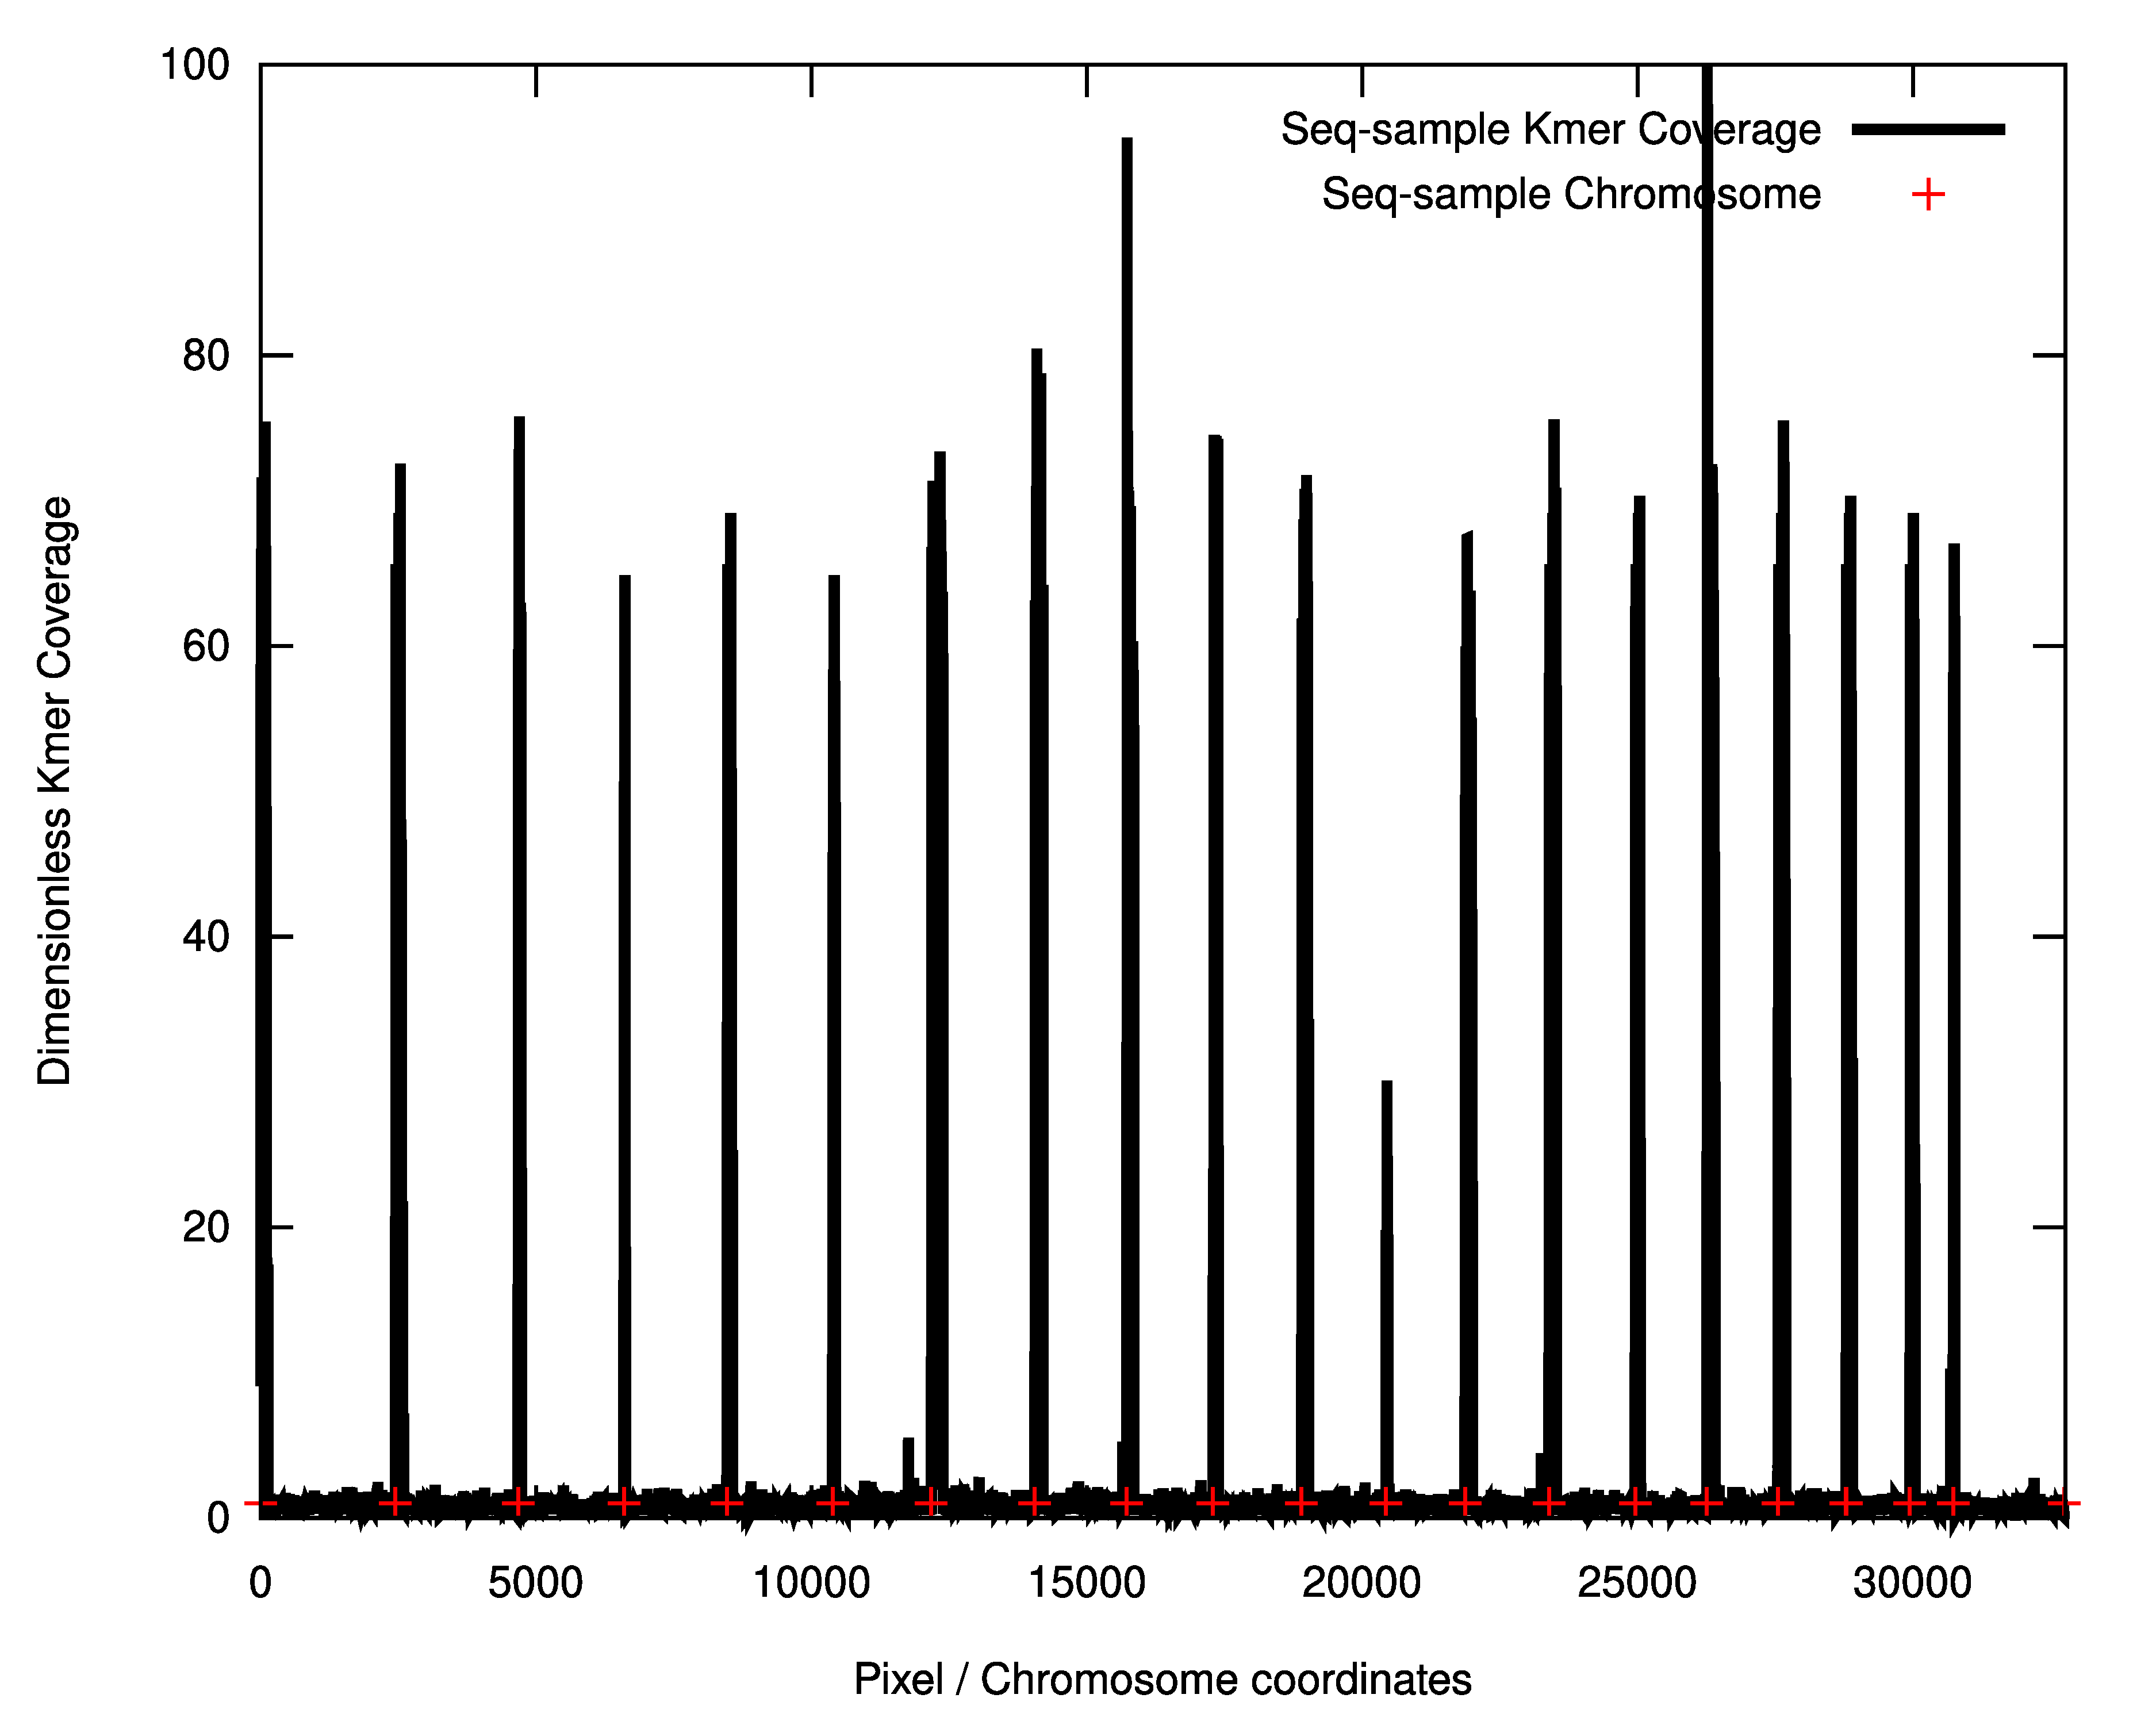 100
80
60
40
20
0
Dimensionless Kmer Coverage
Seq-sample Kmer Coverage
Seq-sample Chromosome
0 5000 10000 15000 20000 25000 30000
Pixel / Chromosome coordinates